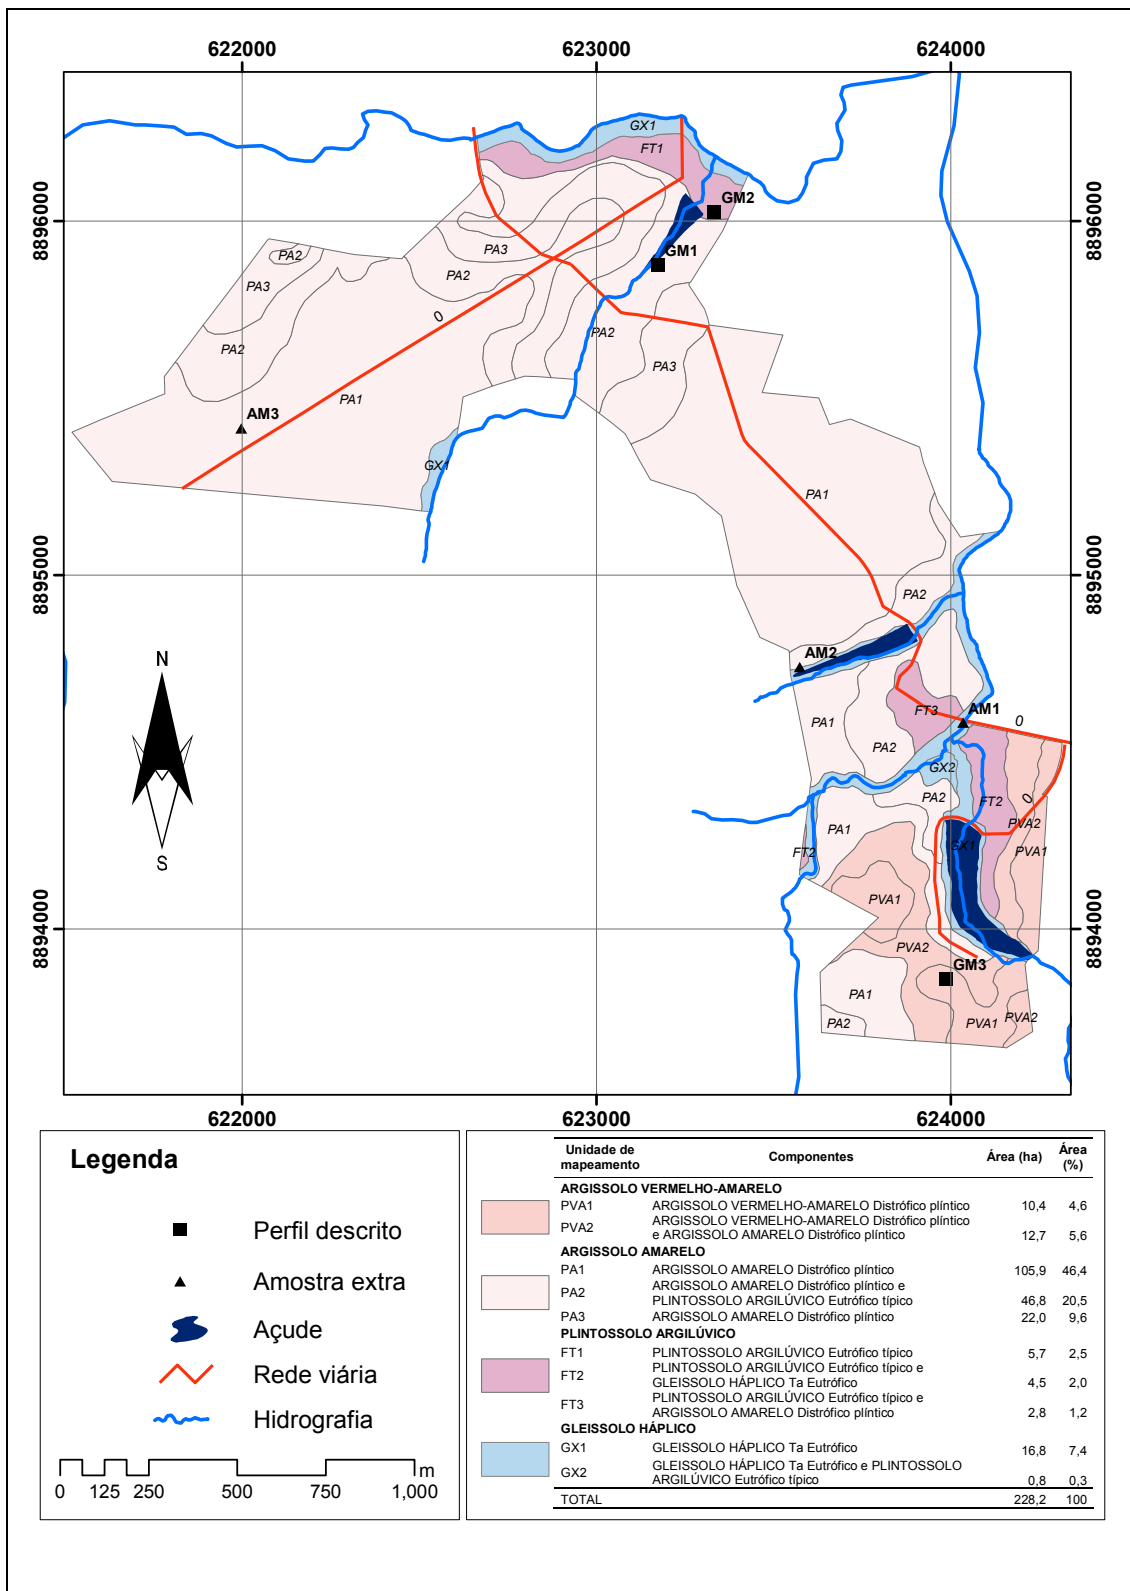 622000 623000 624000
8896000 8896000
8895000 8895000
8894000 8894000
GX1
FT1
GM2
PA3
GM1
PA2
PA3
PA2
0
PA2
PA2
PA3
PA1
AM3
GX1
PA1
PA2
AM2
N
S
FT3
AM1
0
PA1
PA2
GX2
PA2
FT2
0
PVA2
PA1
GX1
PVA1
FT2
PVA1
PVA2
GM3
PA1
PA2
PVA1
PVA2
622000 623000 624000
Legenda
Perfil descrito
Amostra extra
Açude
Rede viária
Hidrografia
m
0 125 250 500 750 1,000
Unidade de mapeamento Componentes Área (ha) Área (%)
ARGISSOLO VERMELHO-AMARELO
PVA1 ARGISSOLO VERMELHO-AMARELO Distrófico plíntico 10,4 4,6
PVA2 ARGISSOLO VERMELHO-AMARELO Distrófico plíntico
e ARGISSOLO AMARELO Distrófico plíntico 12,7 5,6
ARGISSOLO AMARELO
PA1 ARGISSOLO AMARELO Distrófico plíntico 105,9 46,4
PA2 ARGISSOLO AMARELO Distrófico plíntico e
PLINTOSSOLO ARGILÚVICO Eutrófico típico 46,8 20,5
PA3 ARGISSOLO AMARELO Distrófico plíntico 22,0 9,6
PLINTOSSOLO ARGILÚVICO
FT1 PLINTOSSOLO ARGILÚVICO Eutrófico típico 5,7 2,5
FT2 PLINTOSSOLO ARGILÚVICO Eutrófico típico e
GLEISSOLO HÁPLICO Ta Eutrófico 4,5 2,0
FT3 PLINTOSSOLO ARGILÚVICO Eutrófico típico e
ARGISSOLO AMARELO Distrófico plíntico 2,8 1,2
GLEISSOLO HÁPLICO
GX1 GLEISSOLO HÁPLICO Ta Eutrófico 16,8 7,4
GX2 GLEISSOLO HÁPLICO Ta Eutrófico e PLINTOSSOLO
ARGILÚVICO Eutrófico típico 0,8 0,3
TOTAL 228,2 100